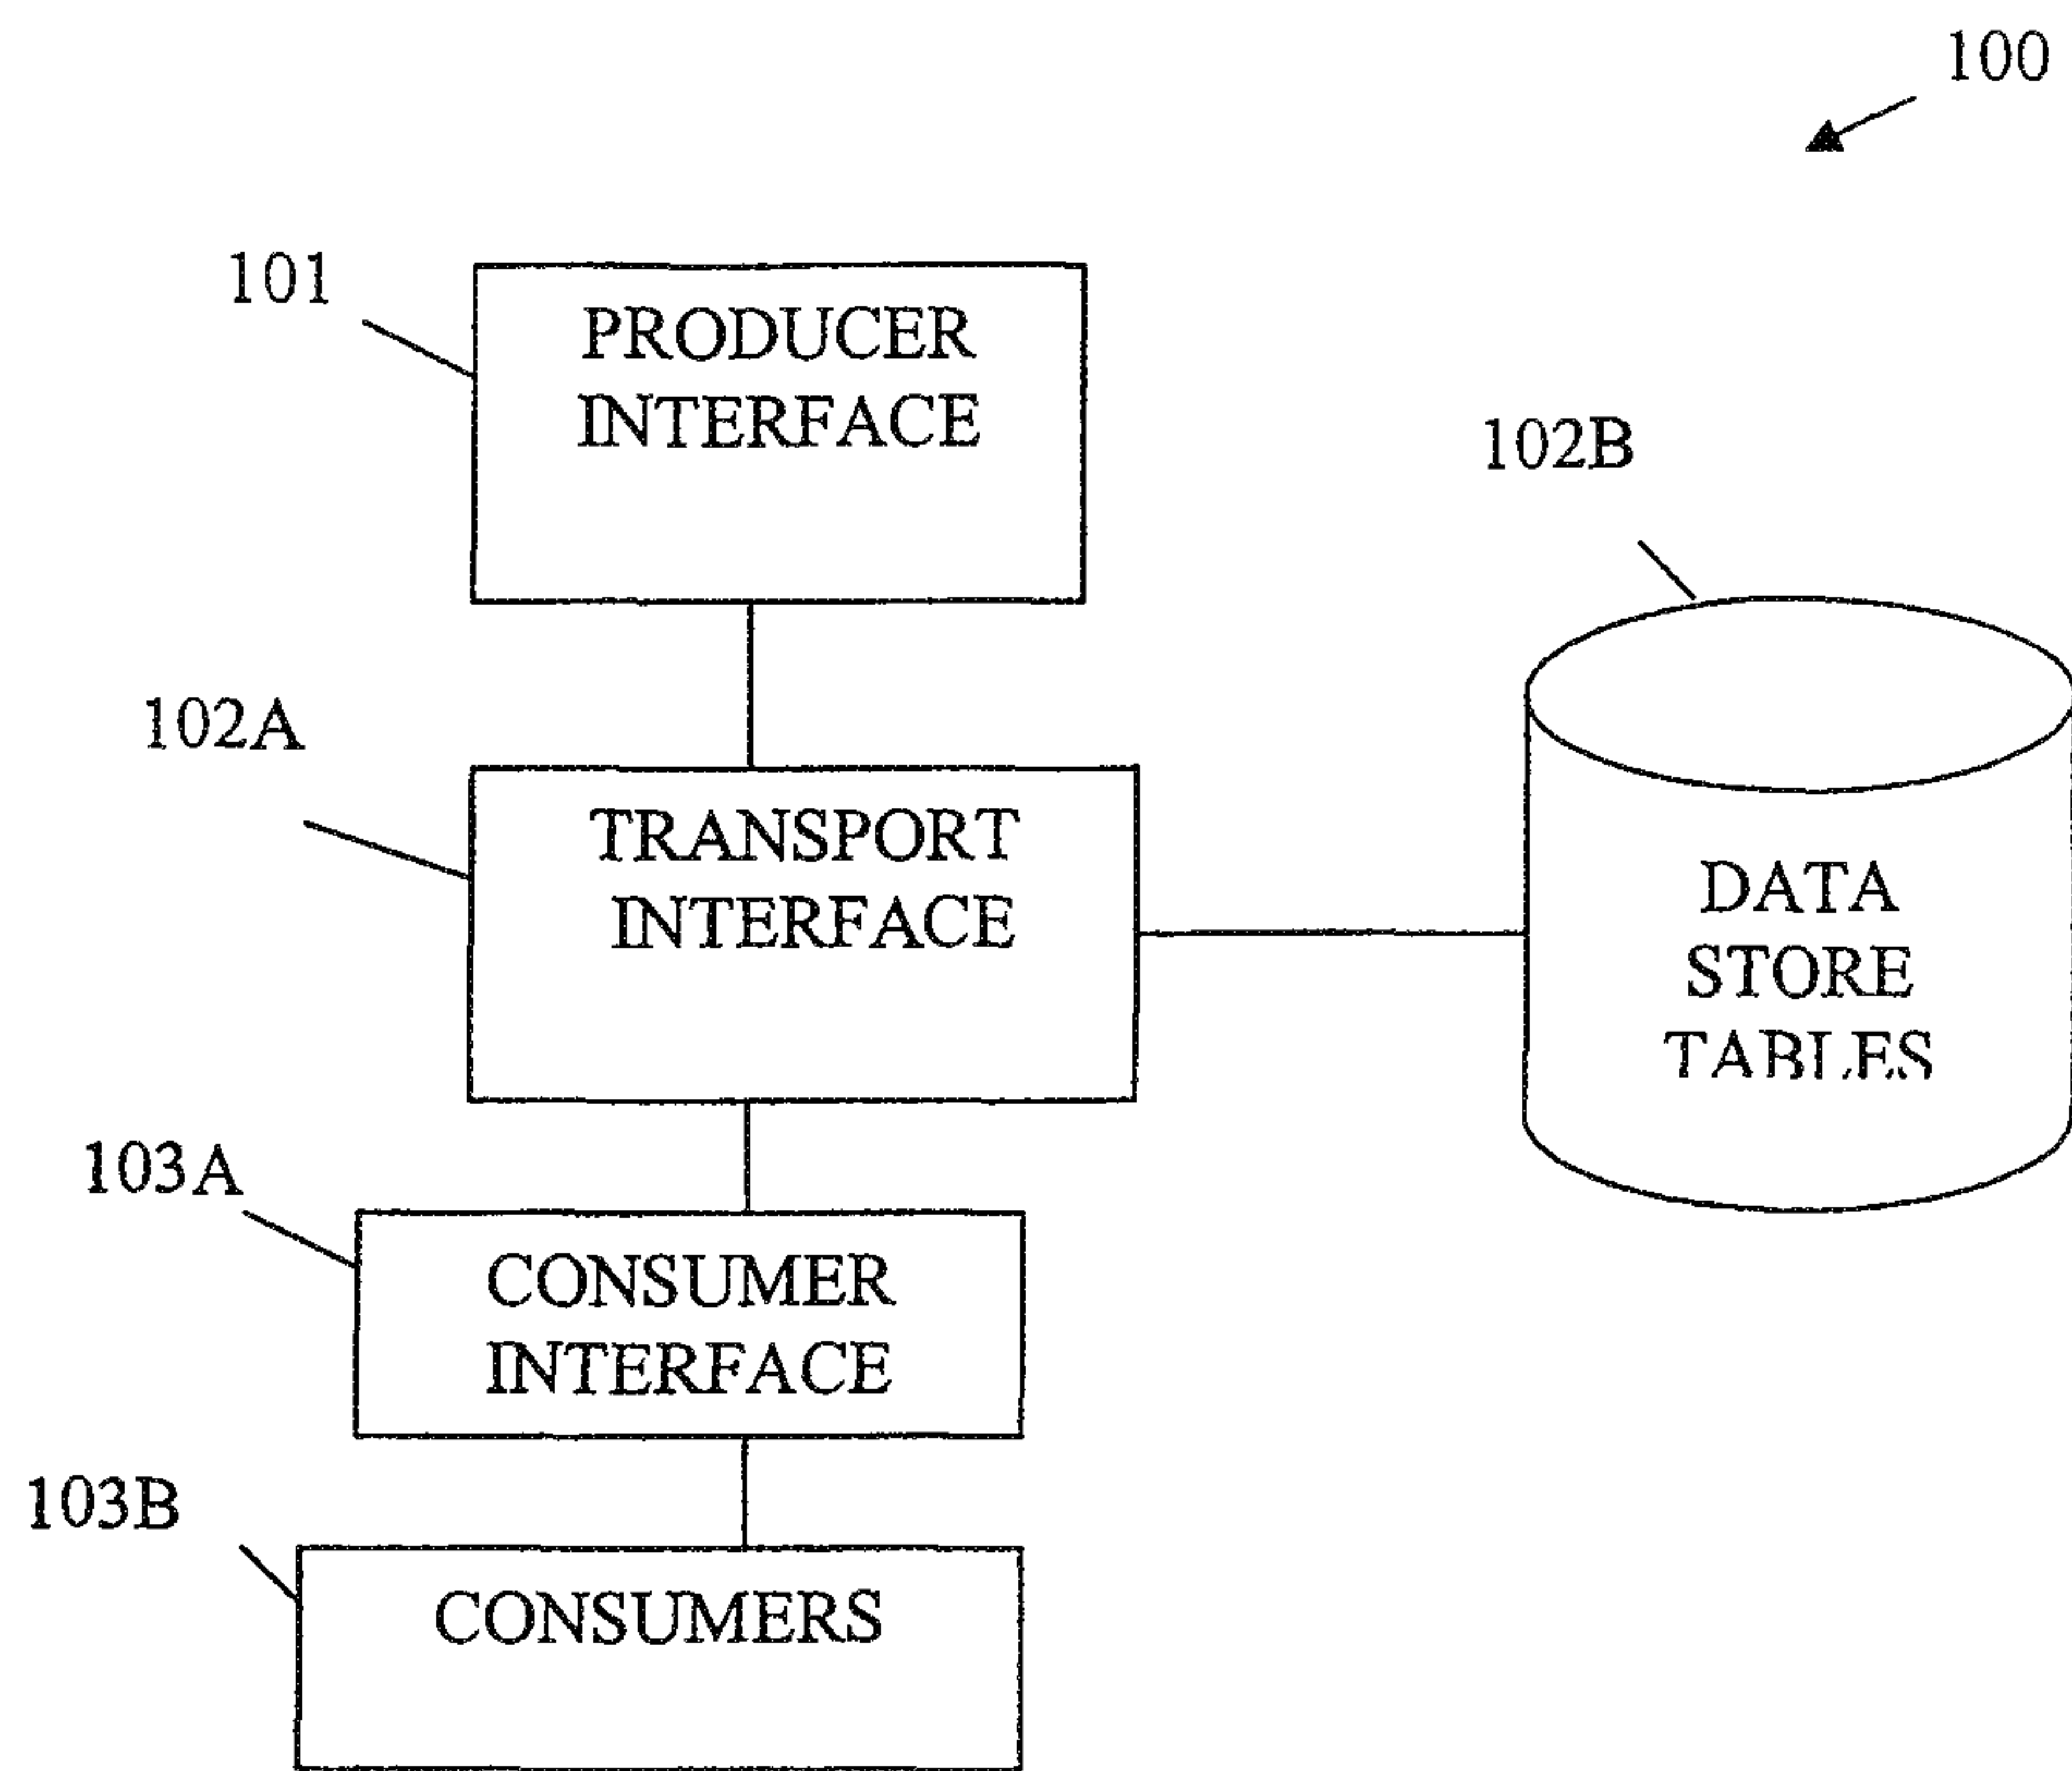 100
101
PRODUCER
INTERFACE
102B
102A
TRANSPORT
INTERFACE
DATA
STORE
TABLES
103A
CONSUMER
INTERFACE
103B
CONSUMERS